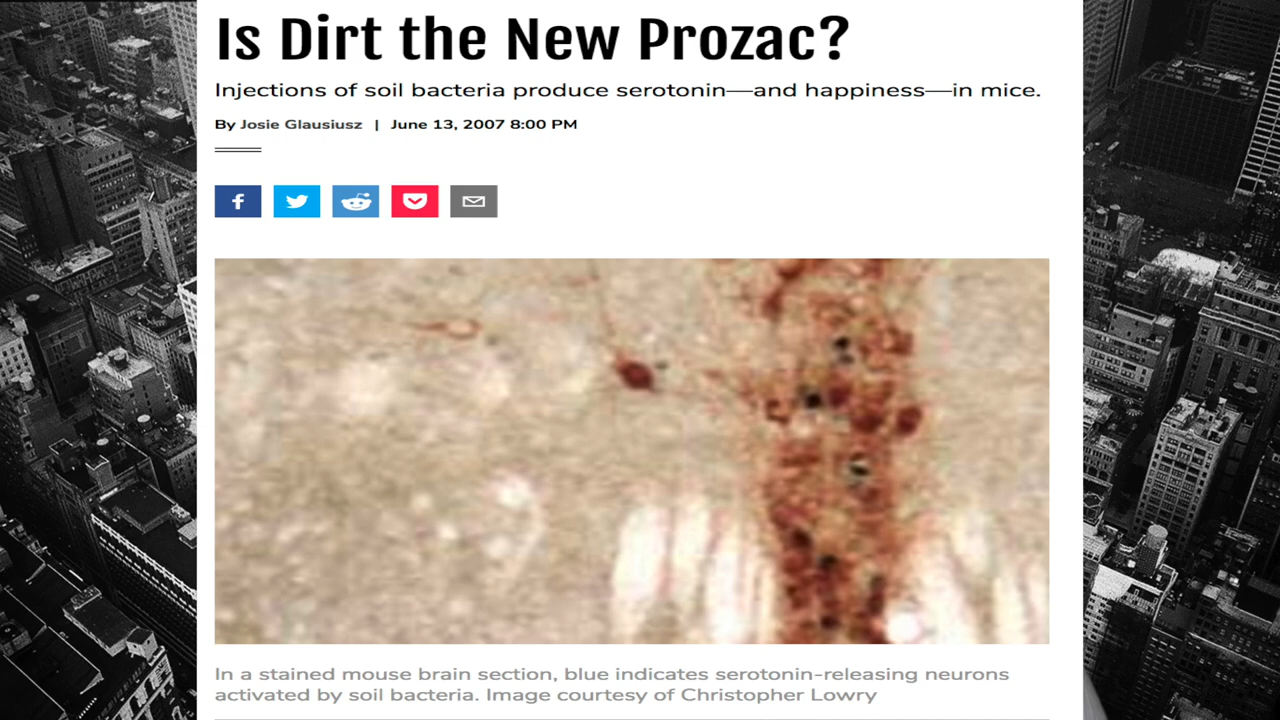 Is Dirt the New Prozac?
Injections of soil bacteria produce serotonin—and happiness—in mice.
By Josie Glausiusz | June 13, 2007 8:00 PM
In a stained mouse brain section, blue indicates serotonin-releasing neurons
activated by soil bacteria. Image courtesy of Christopher Lowry